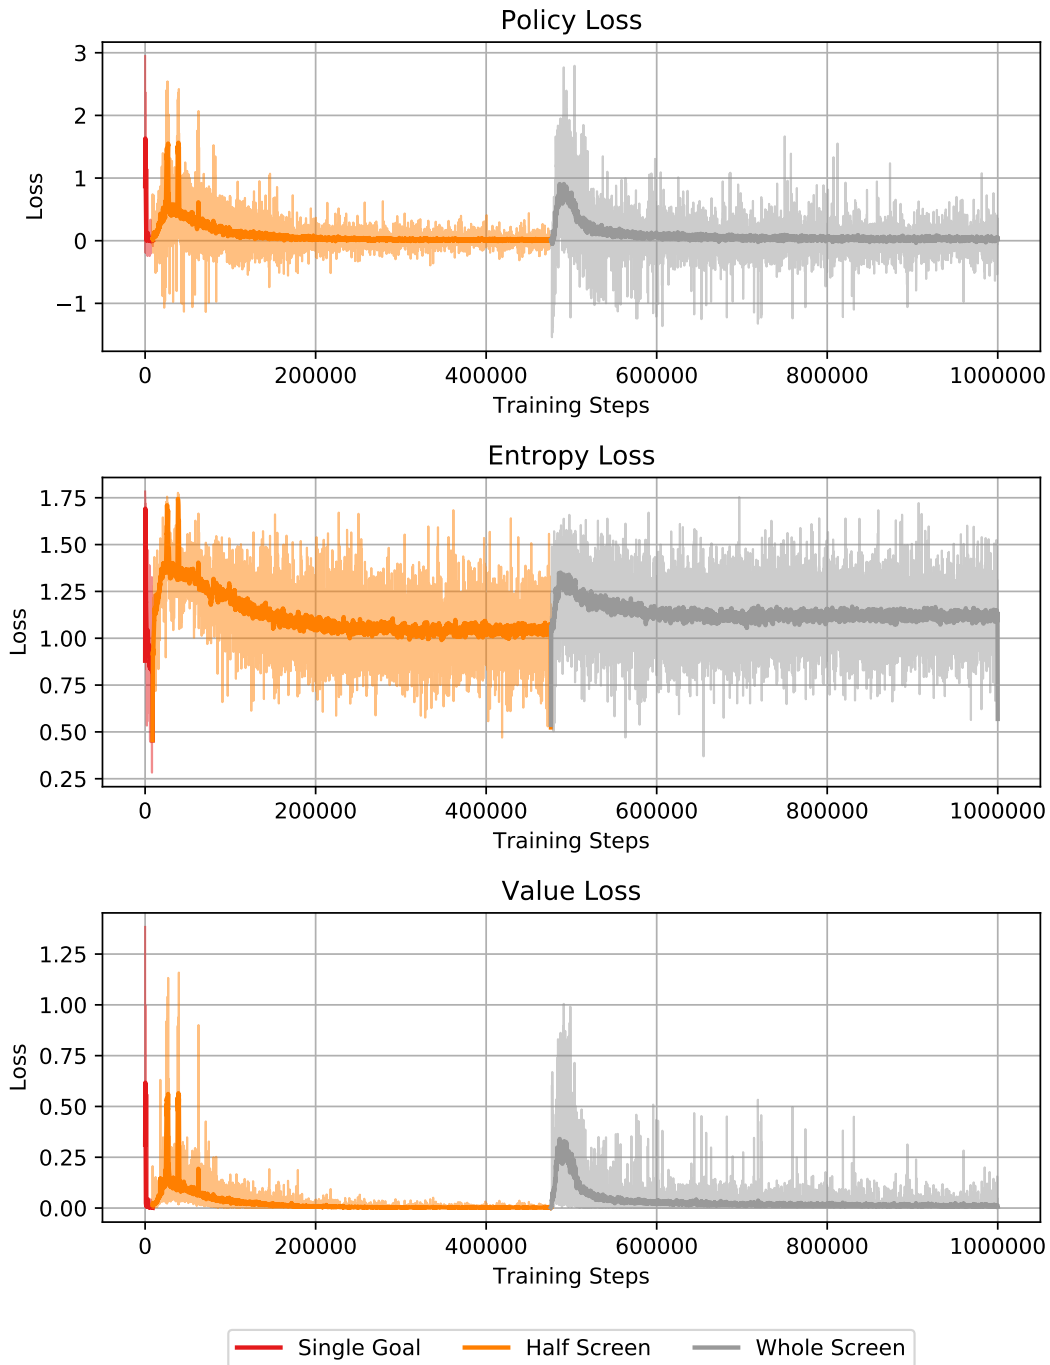 Policy Loss
3
2
1
0
−1
Loss
0 200000 400000 600000 800000 1000000
Training Steps
Entropy Loss
1.75
1.50
1.25
1.00
0.75
0.50
0.25
Loss
0 200000 400000 600000 800000 1000000
Training Steps
Value Loss
1.25
1.00
0.75
0.50
0.25
0.00
Loss
0 200000 400000 600000 800000 1000000
Training Steps
Single Goal Half Screen Whole Screen